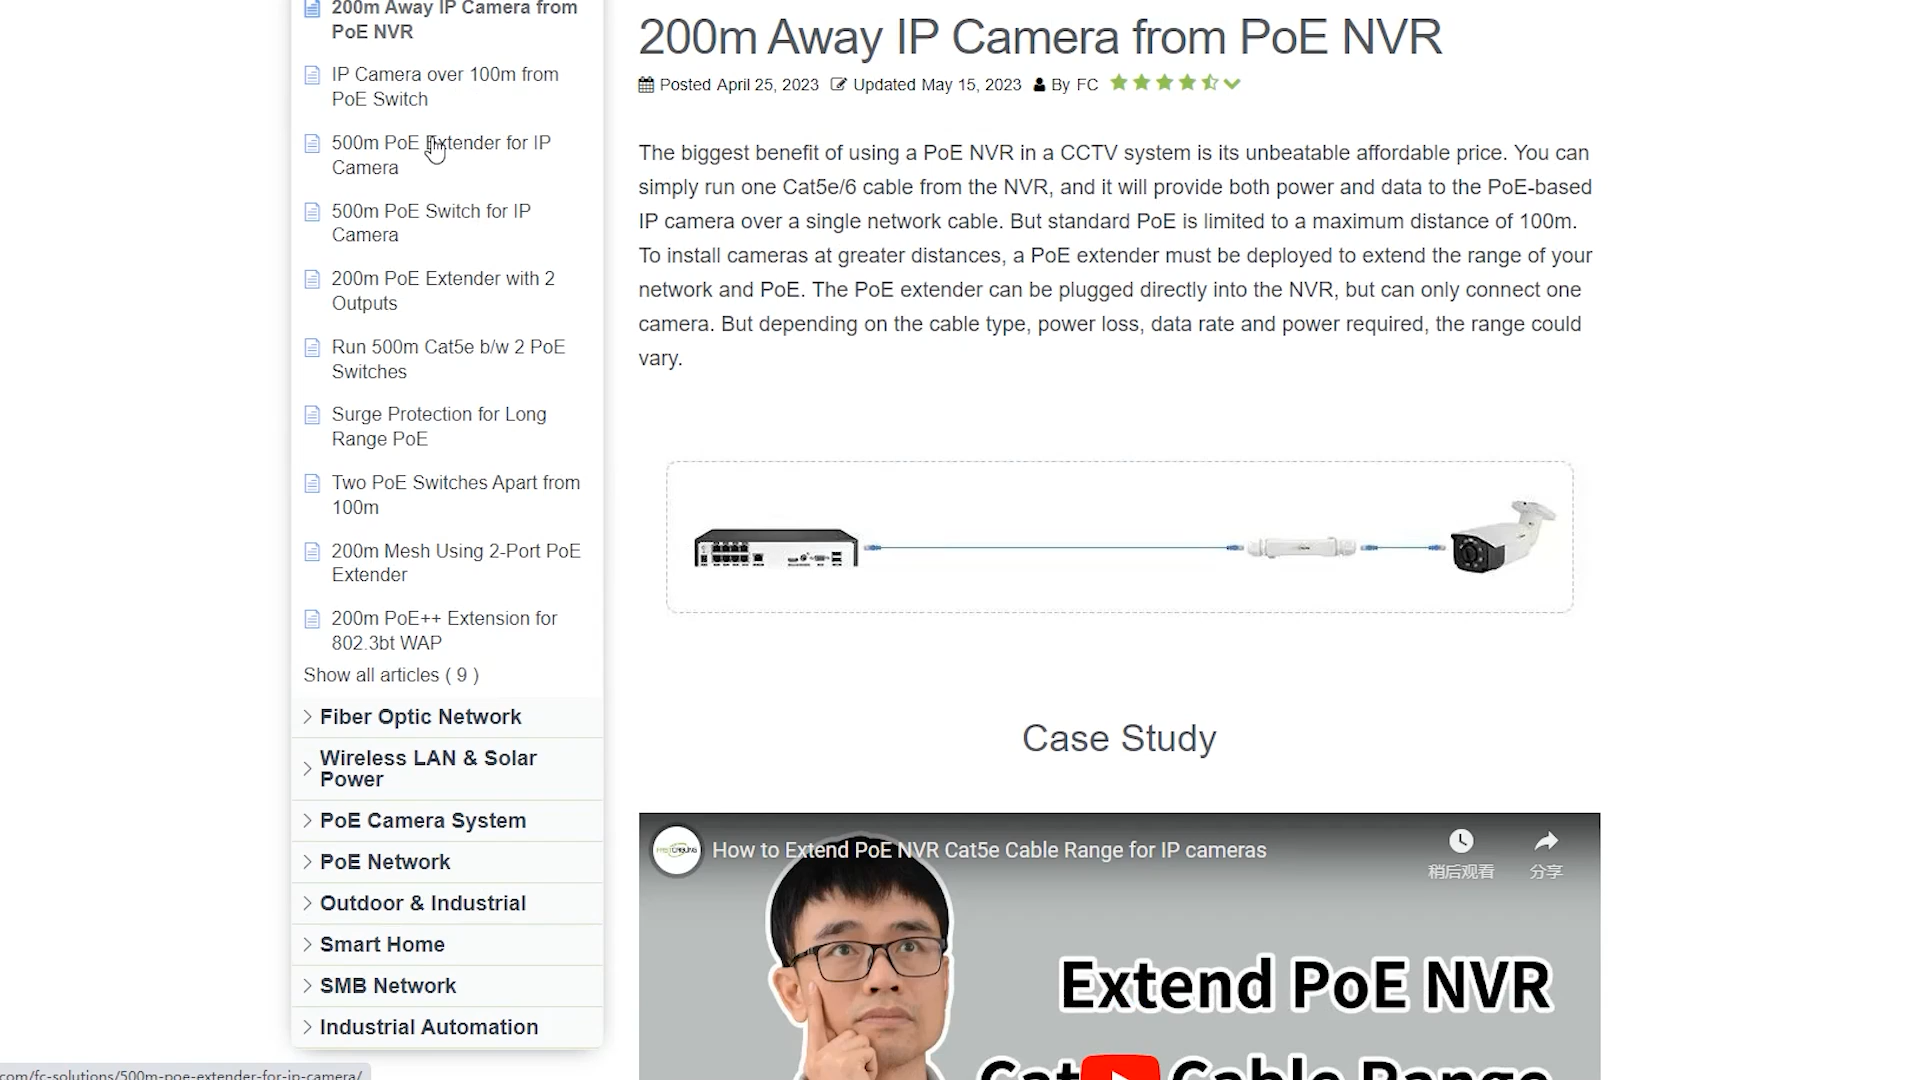 200m Away IP Camera from
PoE NVR
IP Camera over 100m from
PoE Switch
500m PoE Extender for IP
Camera
500m PoE Switch for IP
Camera
200m PoE Extender with 2
Outputs
Run 500m Cat5e b/w 2 PoE
Switches
Surge Protection for Long
Range PoE
Two PoE Switches Apart from
100m
200m Mesh Using 2-Port PoE
Extender
200m PoE++ Extension for
802.3bt WAP
Show all articles ( 9 )
Fiber Optic Network
Wireless LAN & Solar
Power
PoE Camera System
PoE Network
Outdoor & Industrial
Smart Home
SMB Network
Industrial Automation
com/fc-solutions/500m-poe-extender-for-ip-camera/
200m Away IP Camera from PoE NVR
Posted April 25, 2023 Updated May 15, 2023 By FC
The biggest benefit of using a PoE NVR in a CCTV system is its unbeatable affordable price. You can
simply run one Cat5e/6 cable from the NVR, and it will provide both power and data to the PoE-based
IP camera over a single network cable. But standard PoE is limited to a maximum distance of 100m.
To install cameras at greater distances, a PoE extender must be deployed to extend the range of your
network and PoE. The PoE extender can be plugged directly into the NVR, but can only connect one
camera. But depending on the cable type, power loss, data rate and power required, the range could
vary.
Case Study
FASTCABLING
How to Extend PoE NVR Cat5e Cable Range for IP cameras
稍后观看
分享
Extend PoE NVR
Cable Range